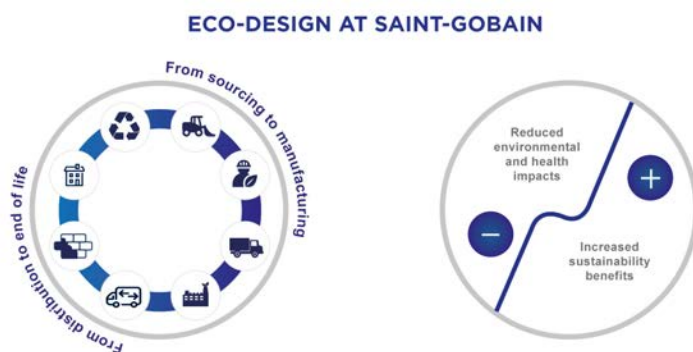 ECO-DESIGN AT SAINT-GOBAIN
From sourcing to manufacturing
From distribution to end of life
Reduced
environmental
and health
impacts
Increased
sustainability
benefits